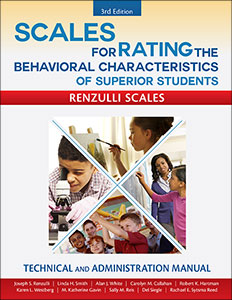 3rd Edition
SCALES
FOR RATING THE
BEHAVIORAL CHARACTERISTICS
OF SUPERIOR STUDENTS
RENZULLI SCALES
TECHNICAL AND ADMINISTRATION MANUAL
Joseph S. Renzulli | Linda H. Smith | Alan J. White | Carolyn M. Callahan | Robert K. Hartman
Karen L. Westberg | M. Katherine Gavin | Sally M. Reis | Del Siegle | Rachael E. Sytsma Reed